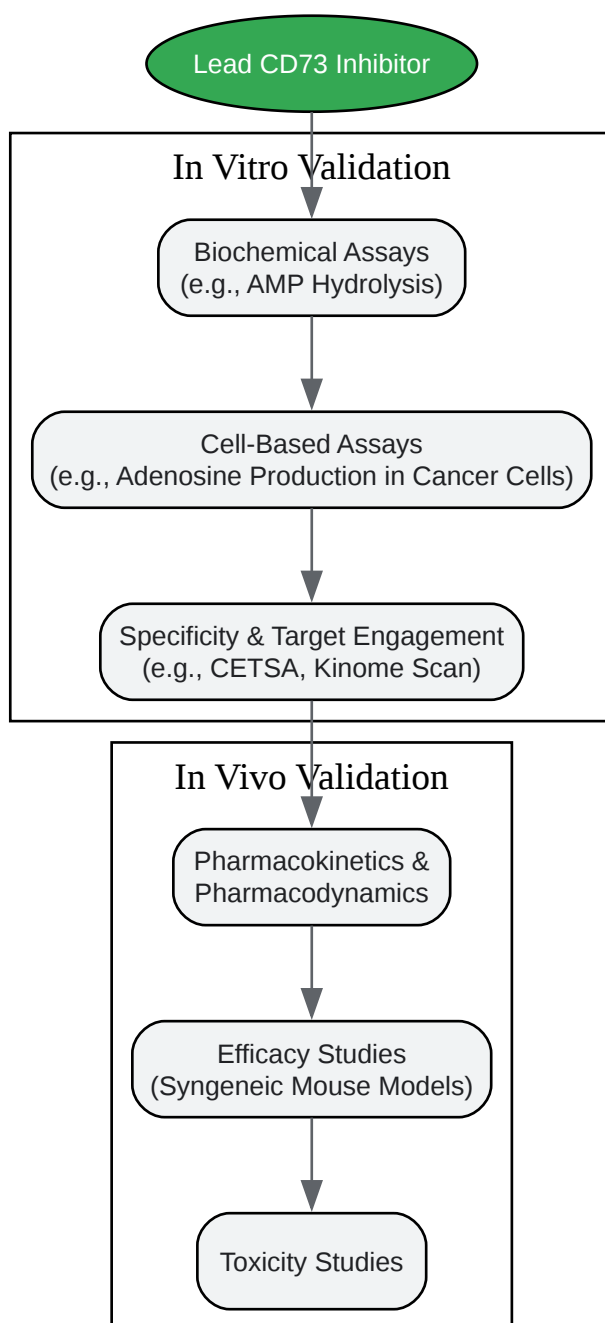 Lead CD73 Inhibitor
In Vitro Validation
Biochemical Assays
(e.g., AMP Hydrolysis)
Cell-Based Assays
(e.g., Adenosine Production in Cancer Cells)
Specificity & Target Engagement
(e.g., CETSA, Kinome Scan)
In Vivo Validation
Pharmacokinetics &
Pharmacodynamics
Efficacy Studies
(Syngeneic Mouse Models)
Toxicity Studies